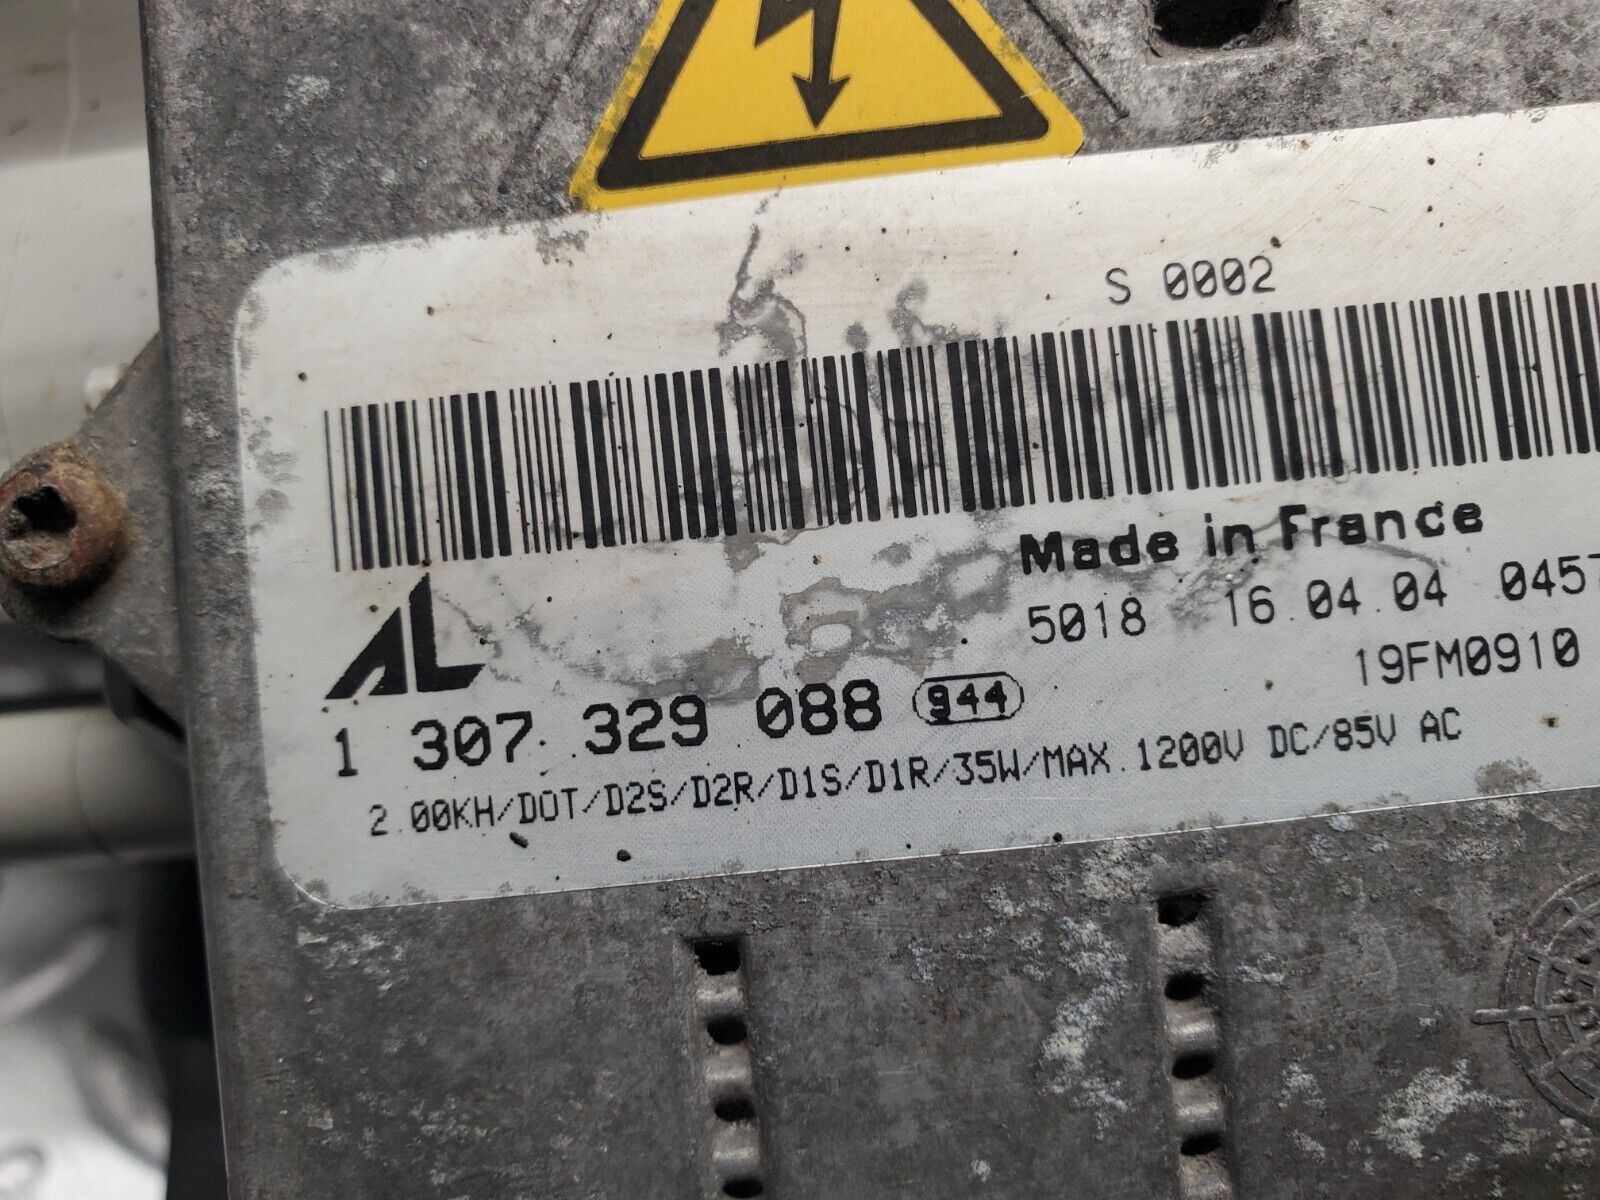 S 0002
Made in France
5018 16.04.04 0457
19FM0910
AL
1 307 329 088 944
2.00KH/DOT/D2S/D2R/D1S/D1R/35W/MAX.1200V DC/85V AC